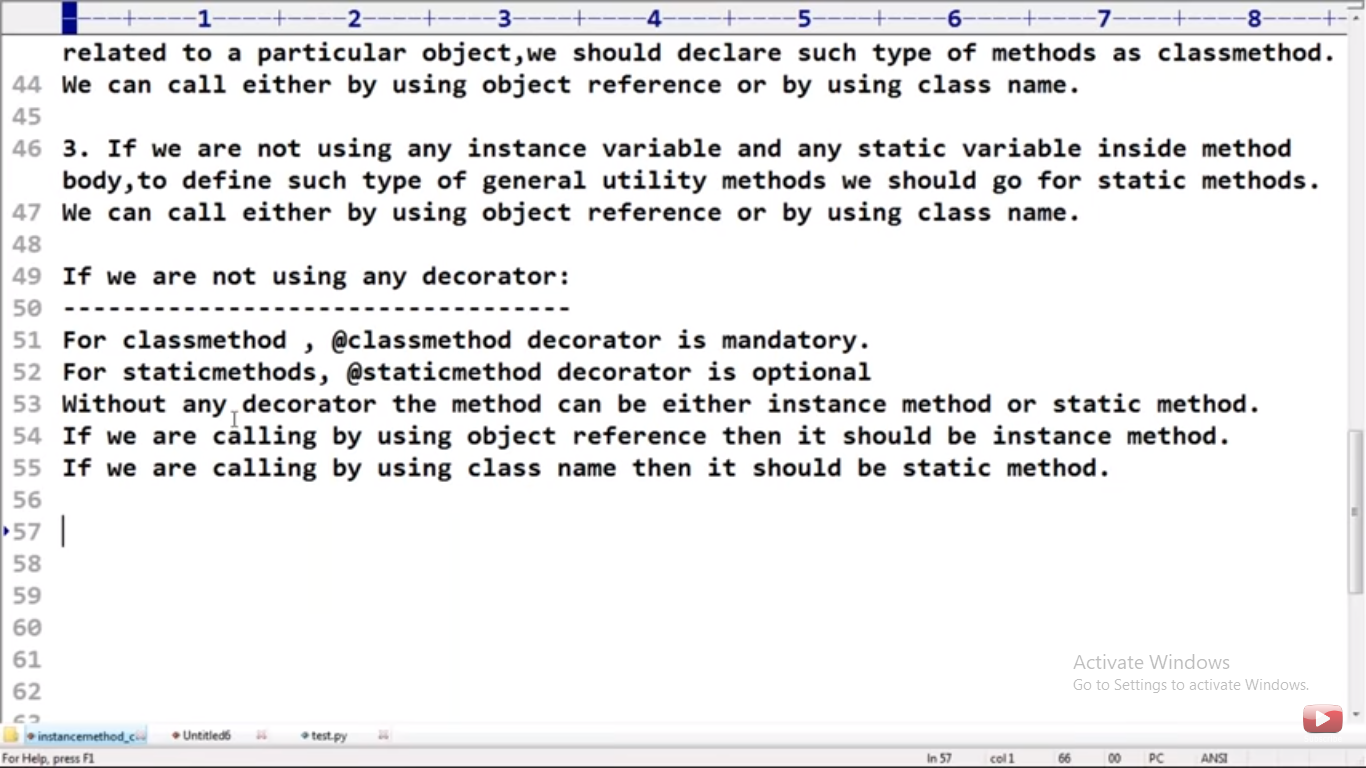 1 2 3 4 5 6 7 8
related to a particular object,we should declare such type of methods as classmethod.
44 We can call either by using object reference or by using class name.
45
46 3. If we are not using any instance variable and any static variable inside method
body,to define such type of general utility methods we should go for static methods.
47 We can call either by using object reference or by using class name.
48
49 If we are not using any decorator:
50 ----------------------------------
51 For classmethod , @classmethod decorator is mandatory.
52 For staticmethods, @staticmethod decorator is optional
53 Without any decorator the method can be either instance method or static method.
54 If we are calling by using object reference then it should be instance method.
55 If we are calling by using class name then it should be static method.
56
57
58
59
60
61
62
Activate Windows
Go to Settings to activate Windows.
instancemethod_c Untitled6 test.py
For Help, press F1 ln 57 col 1 66 00 PC ANSI